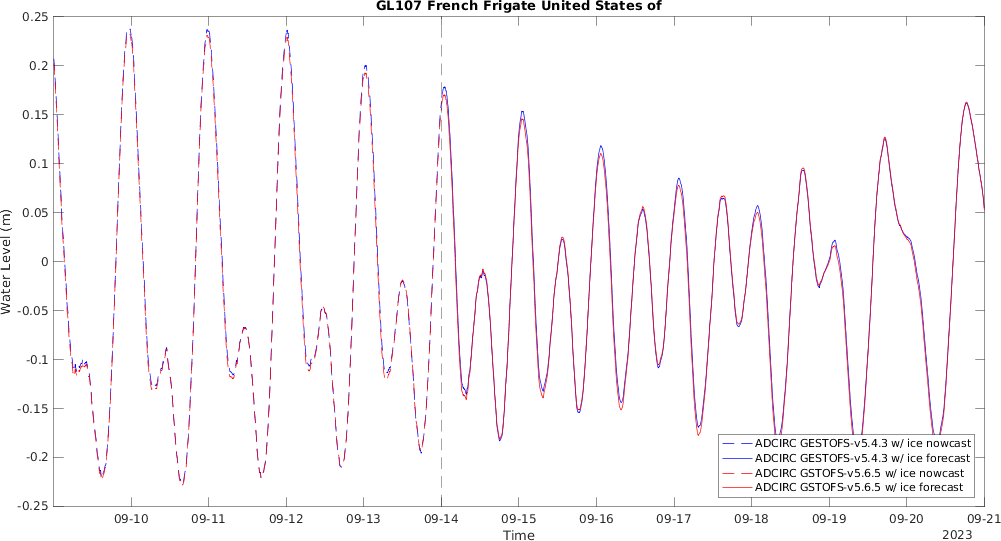 GL107 French Frigate United States of
0.25
0.2
0.15
0.1
0.05
0
-0.05
-0.1
-0.15
-0.2
-0.25
Water Level (m)
ADCIRC GESTOFS-v5.4.3 w/ ice nowcast
ADCIRC GESTOFS-v5.4.3 w/ ice forecast
ADCIRC GSTOFS-v5.6.5 w/ ice nowcast
ADCIRC GSTOFS-v5.6.5 w/ ice forecast
09-10 09-11 09-12 09-13 09-14 09-15 09-16 09-17 09-18 09-19 09-20 09-21
Time
2023